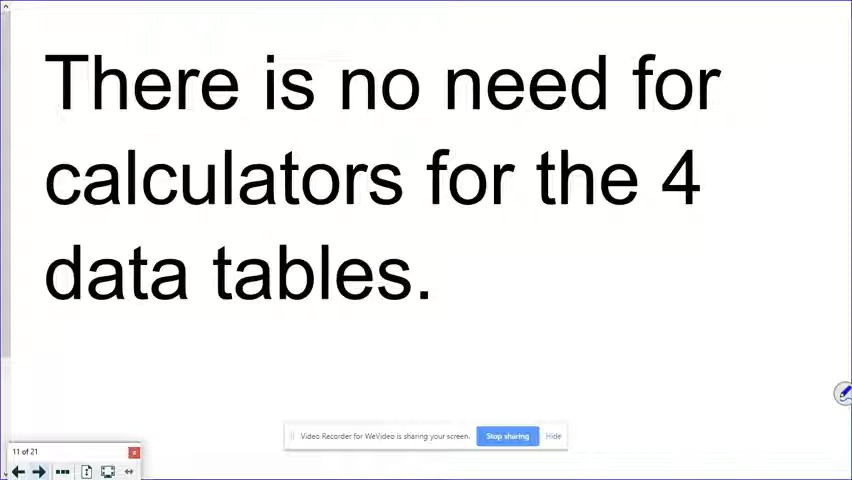 There is no need for
calculators for the 4
data tables.
Video Recorder for WeVideo is sharing your screen. Stop sharing Hide
11 of 21